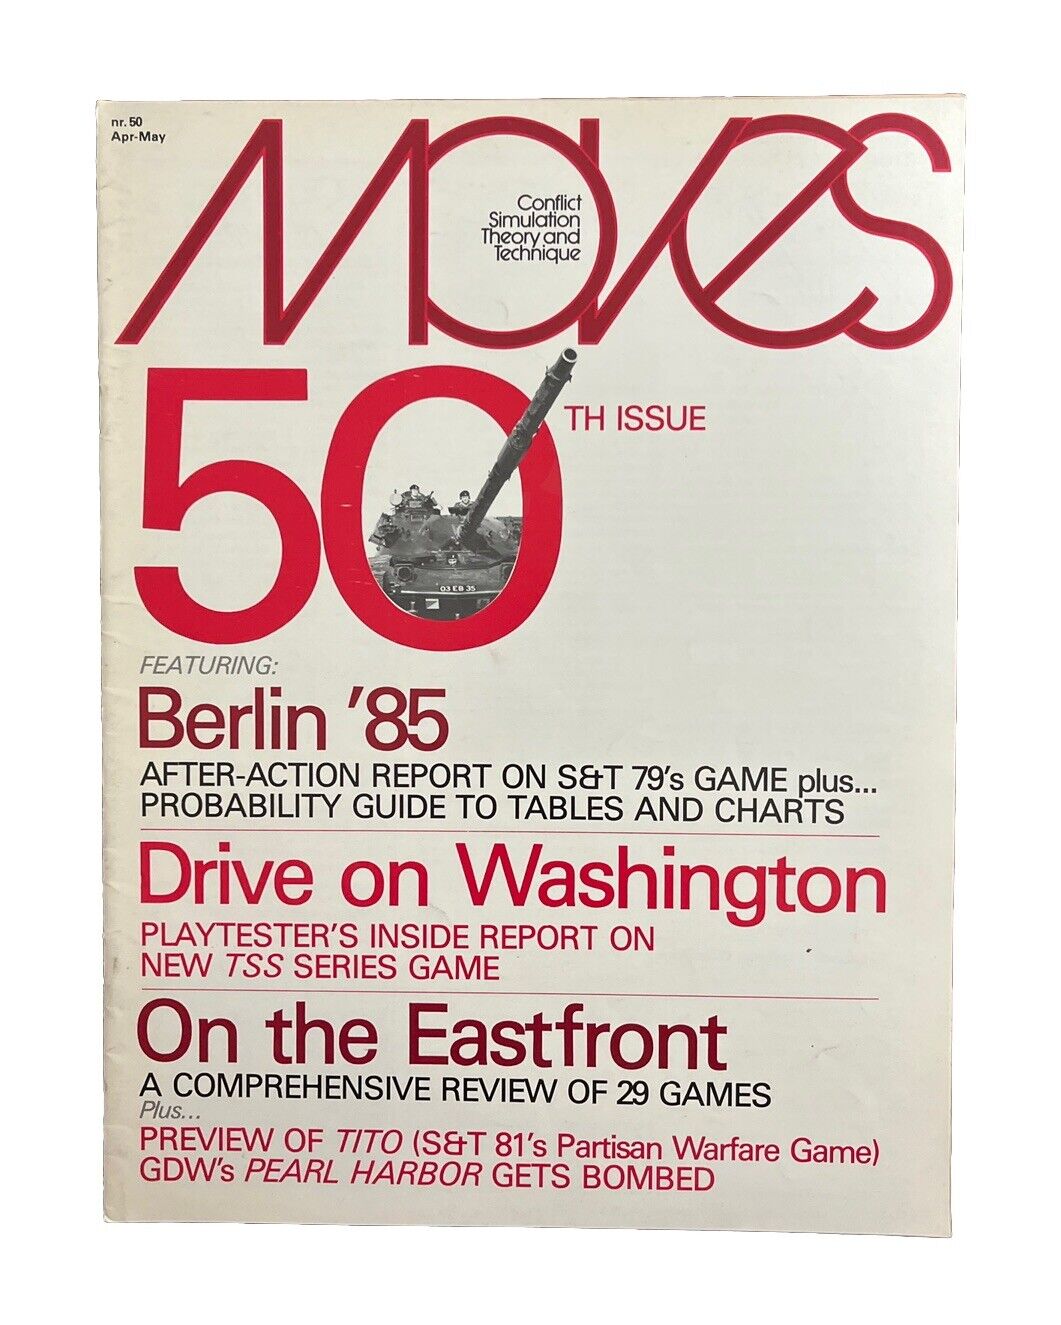 nr. 50
Apr-May
Moves
Conflict
Simulation
Theory and
Technique
50
TH ISSUE
03 EB 35
FEATURING:
Berlin '85
AFTER-ACTION REPORT ON S&T 79's GAME plus...
PROBABILITY GUIDE TO TABLES AND CHARTS
Drive on Washington
PLAYTESTER'S INSIDE REPORT ON
NEW TSS SERIES GAME
On the Eastfront
A COMPREHENSIVE REVIEW OF 29 GAMES
Plus...
PREVIEW OF TITO (S&T 81's Partisan Warfare Game)
GDW's PEARL HARBOR GETS BOMBED